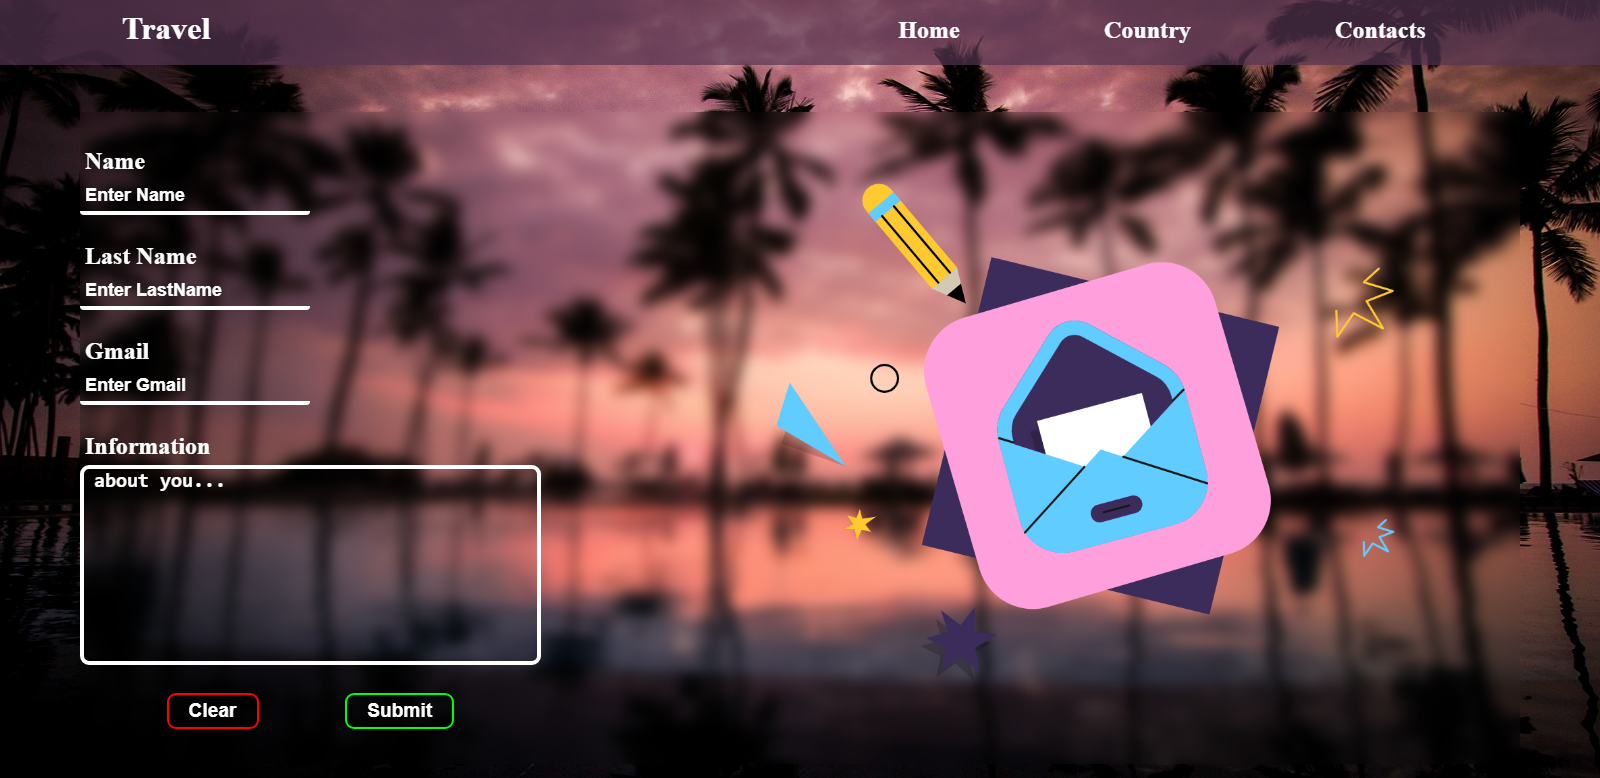 Travel
Home
Country
Contacts
Name
Enter Name
Last Name
Enter LastName
Gmail
Enter Gmail
Information
about you...
Clear
Submit